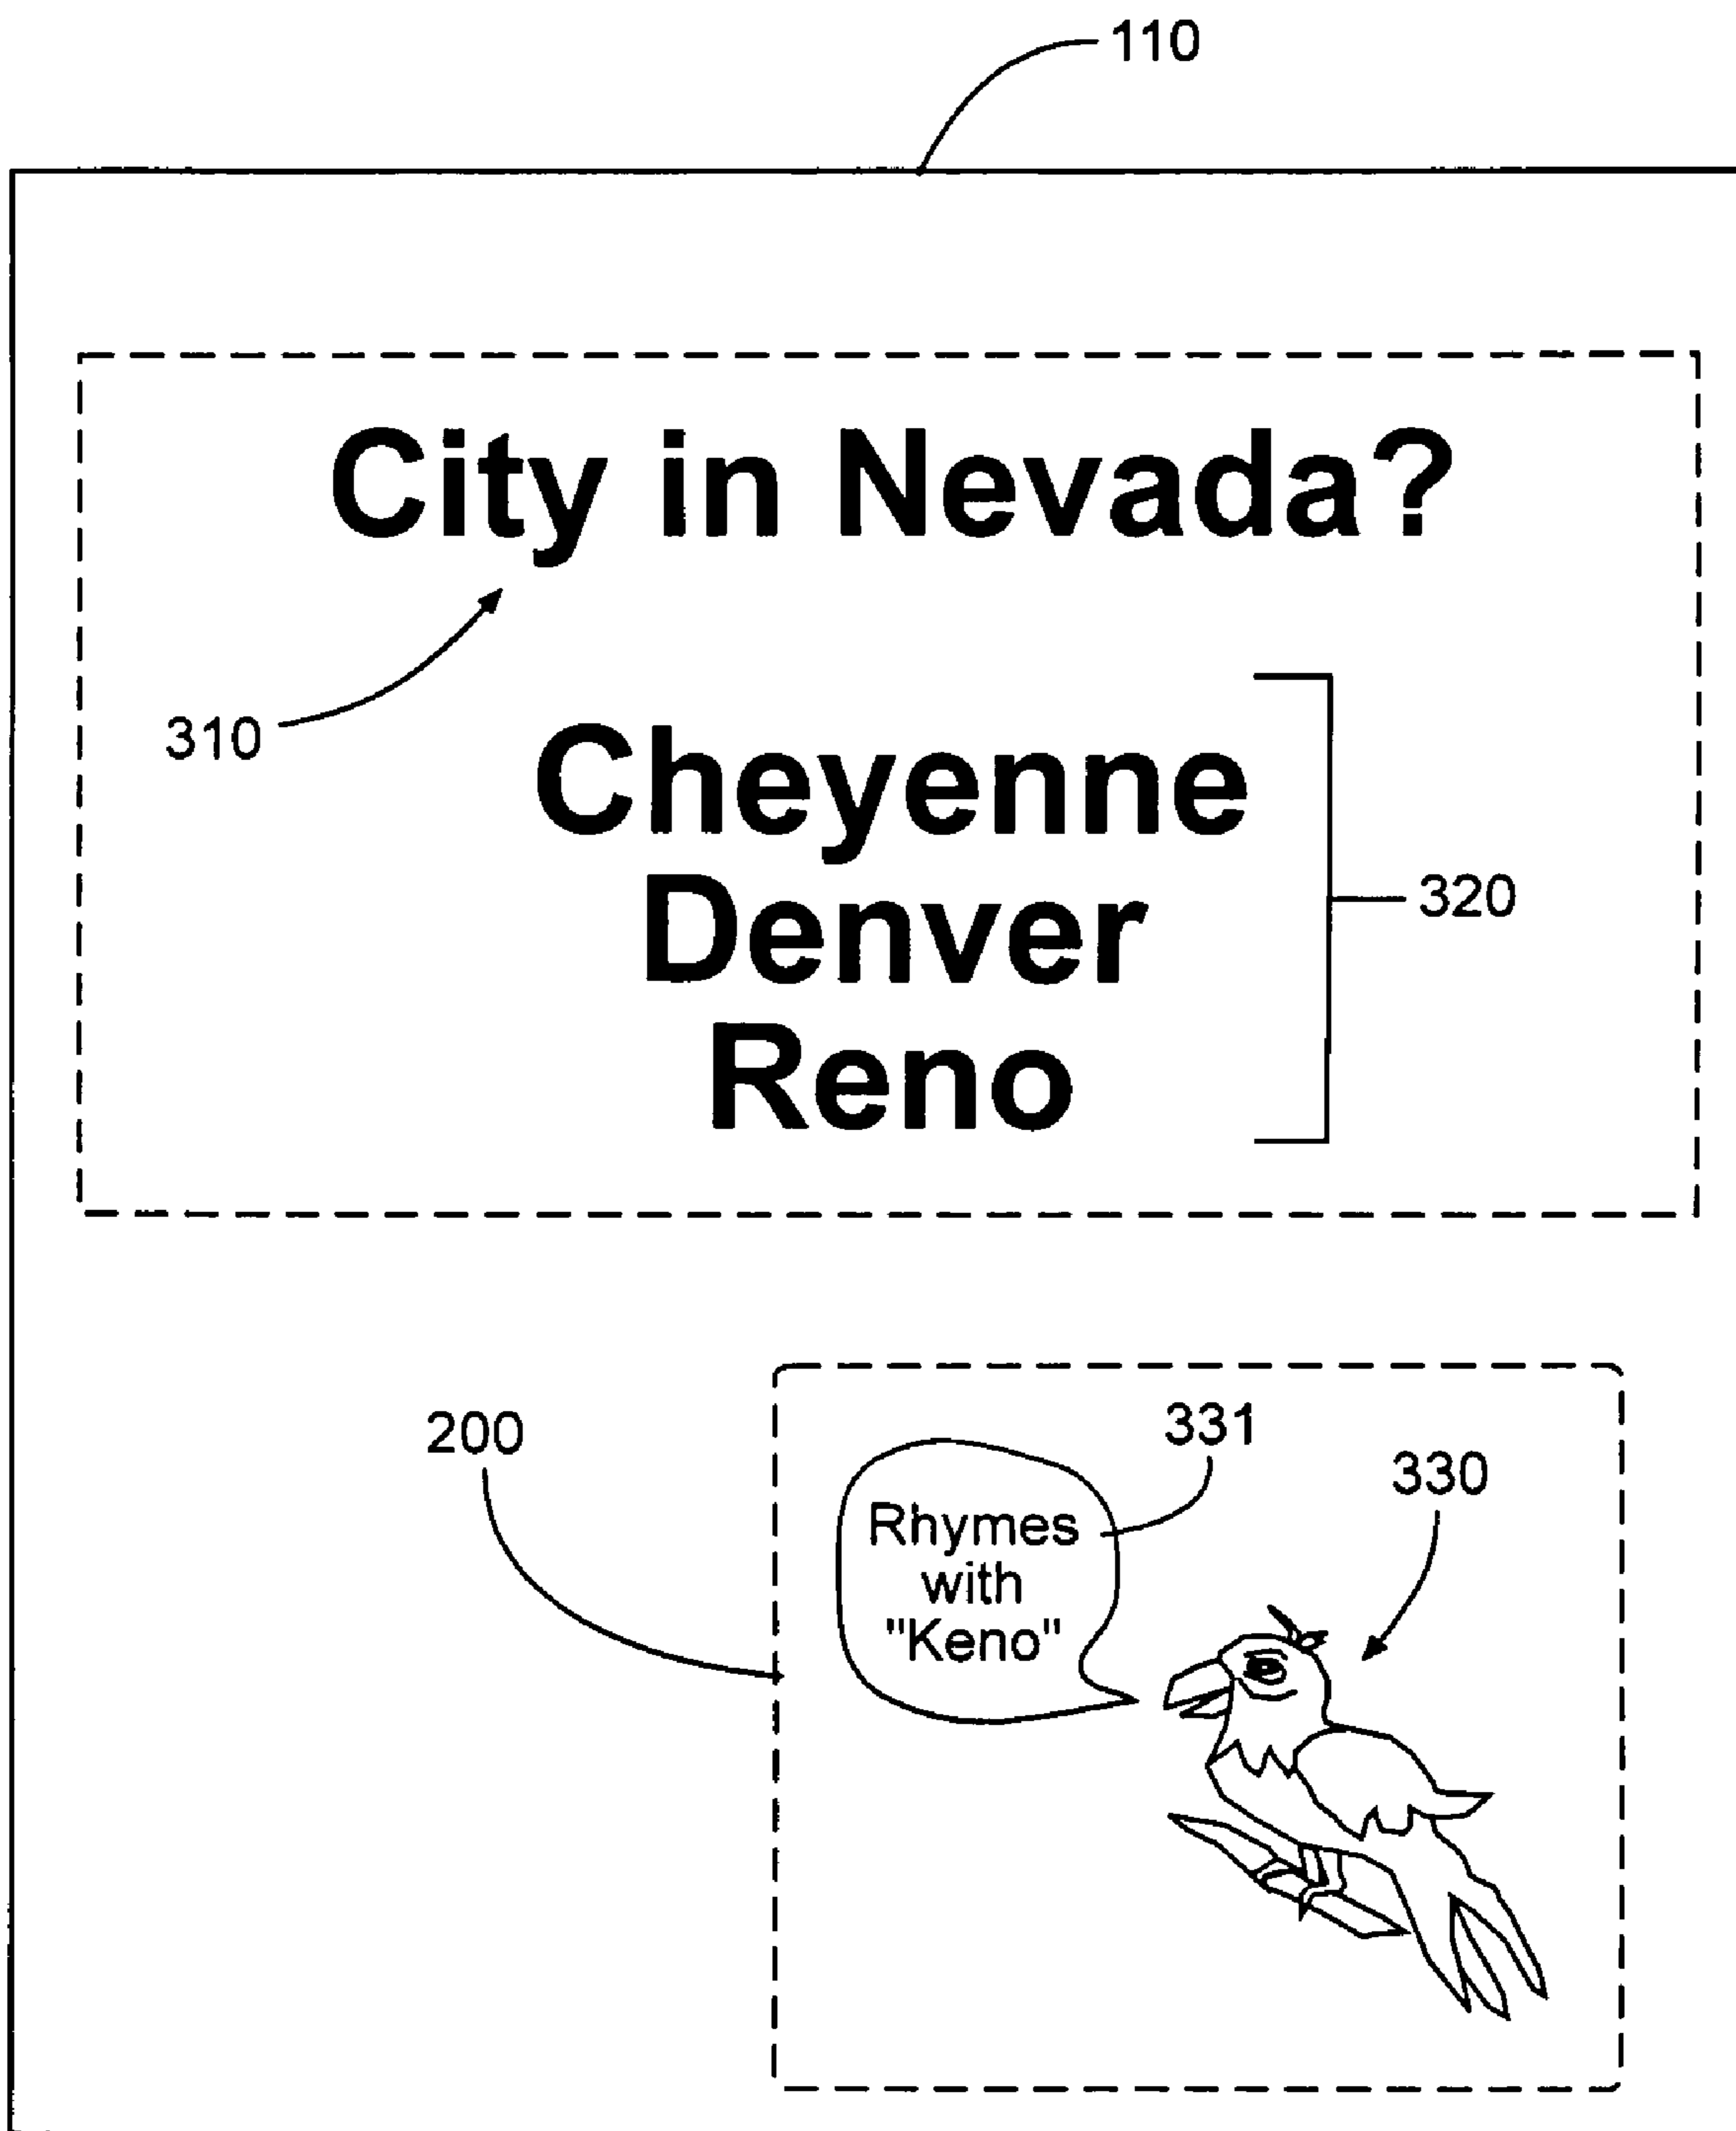 110
City in Nevada?
310
Cheyenne
320
Denver
Reno
200
331
330
Rhymes
with
"Keno"